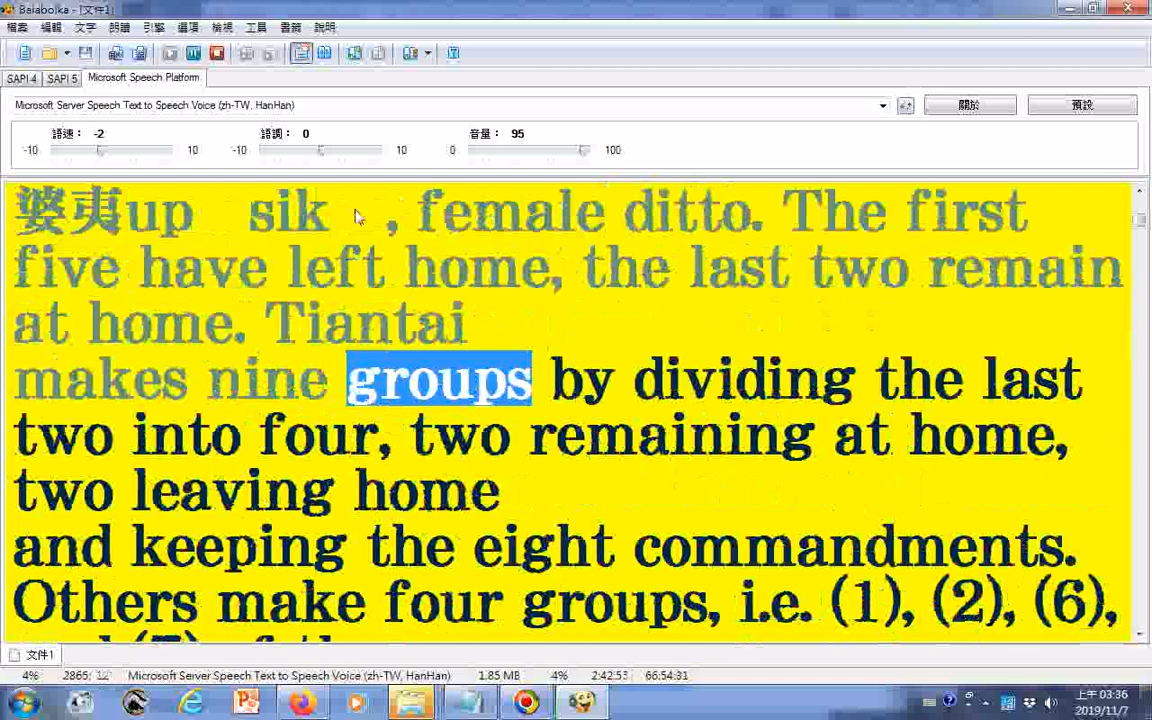 Balabolka - [文件1]
檔案 編輯 文字 朗讀 引擎 選項 檢視 工具 書籤 說明
SAPI 4 SAPI 5 Microsoft Speech Platform
Microsoft Server Speech Text to Speech Voice (zh-TW, HanHan) 關於 預設
語速： -2 語調： 0 音量： 95
-10 10 -10 10 0 100
婆夷up sik , female ditto. The first
five have left home, the last two remain
at home. Tiantai
makes nine groups by dividing the last
two into four, two remaining at home,
two leaving home
and keeping the eight commandments.
Others make four groups, i.e. (1), (2), (6),
文件1
4% 2865: 12 Microsoft Server Speech Text to Speech Voice (zh-TW, HanHan) 1.85 MB 4% 2:42:53 66:54:31
上午 03:36
2019/11/7